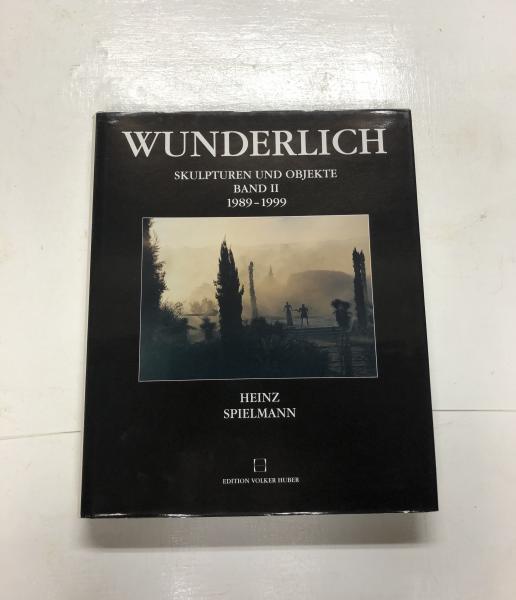 WUNDERLICH
SKULPTUREN UND OBJEKTE
BAND II
1989–1999
HEINZ
SPIELMANN
EDITION VOLKER HUBER